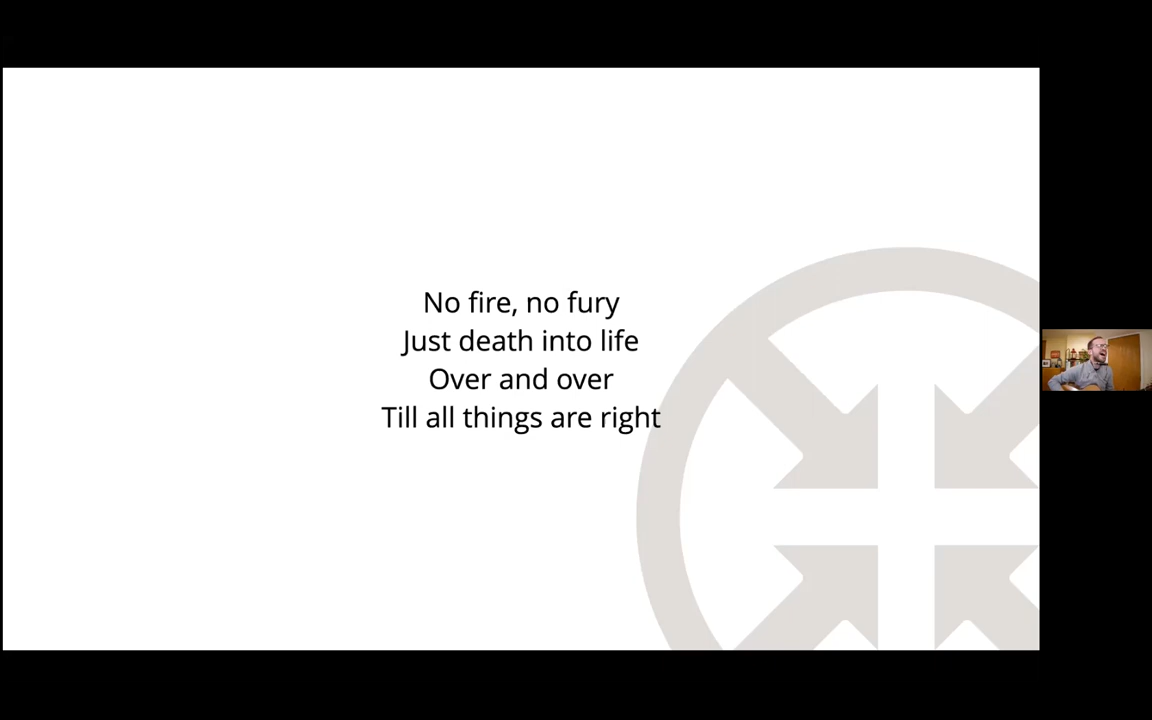 No fire, no fury
Just death into life
Over and over
Till all things are right